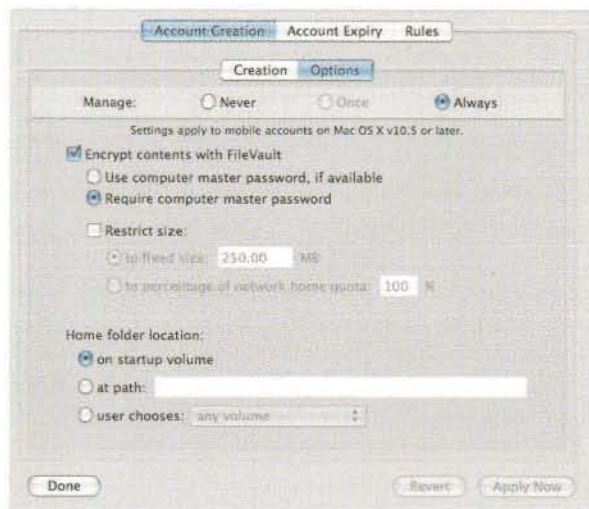 Account Creation Account Expiry Rules
Creation Options
Manage: Never Once Always
Settings apply to mobile accounts on Mac OS X v10.5 or later.
Encrypt contents with FileVault
Use computer master password, if available
Require computer master password
Restrict size:
to fixed size: 250.00 MB
to percentage of network home quota: 100 %
Home folder location:
on startup volume
at path:
user chooses: any volume
Done Revert Apply Now